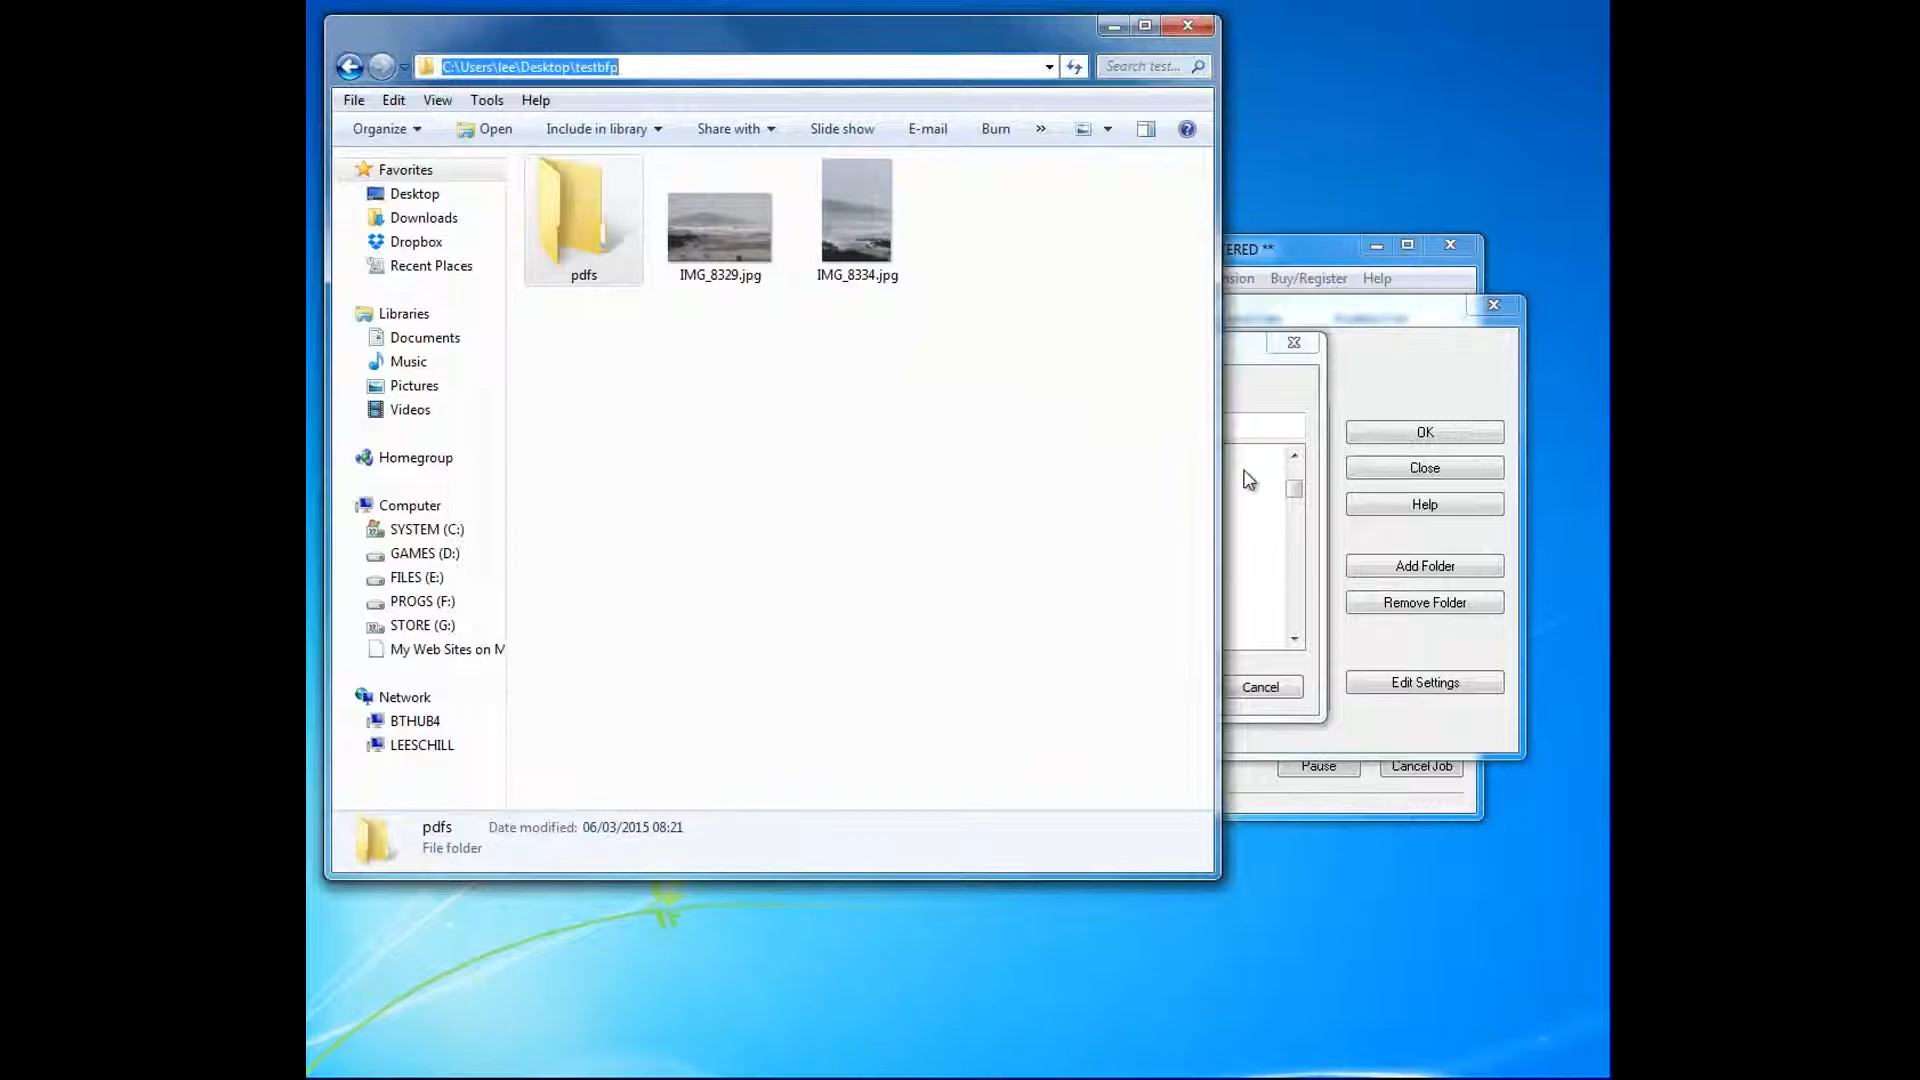 C:\Users\lee\Desktop\testbfp
Search test...
File Edit View Tools Help
Organize Open Include in library Share with Slide show E-mail Burn »
Favorites
Desktop
Downloads
Dropbox
Recent Places
Libraries
Documents
Music
Pictures
Videos
Homegroup
Computer
SYSTEM (C:)
GAMES (D:)
FILES (E:)
PROGS (F:)
STORE (G:)
My Web Sites on M
Network
BTHUB4
LEESCHILL
pdfs
IMG_8329.jpg
IMG_8334.jpg
pdfs Date modified: 06/03/2015 08:21
File folder
ERED **
Buy/Register Help
OK
Close
Help
Add Folder
Remove Folder
Edit Settings
Cancel
Pause Cancel Job